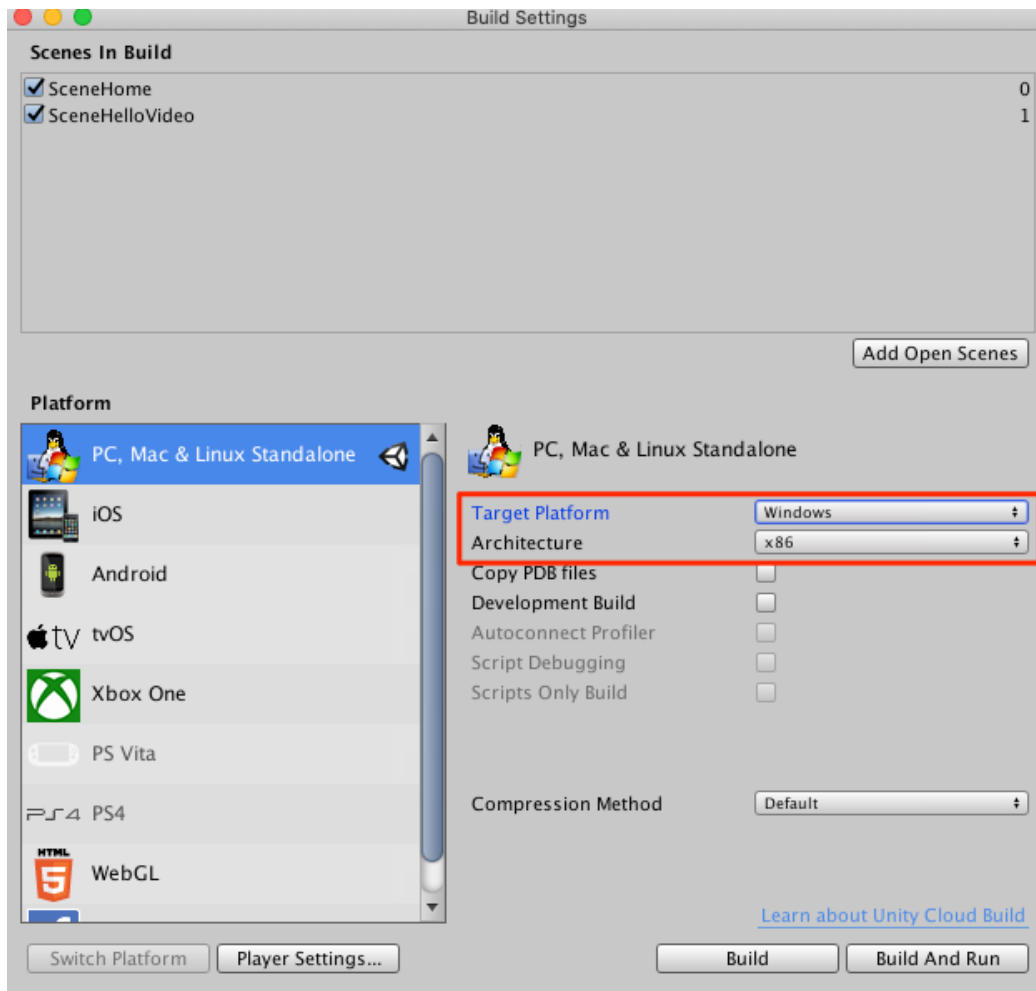 Build Settings
Scenes In Build
SceneHome 0
SceneHelloVideo 1
Add Open Scenes
Platform
PC, Mac & Linux Standalone
iOS
Android
tv tvOS
Xbox One
PS Vita
PS4 PS4
HTML
5 WebGL
PC, Mac & Linux Standalone
Target Platform Windows
Architecture x86
Copy PDB files
Development Build
Autoconnect Profiler
Script Debugging
Scripts Only Build
Compression Method Default
Learn about Unity Cloud Build
Switch Platform Player Settings... Build Build And Run